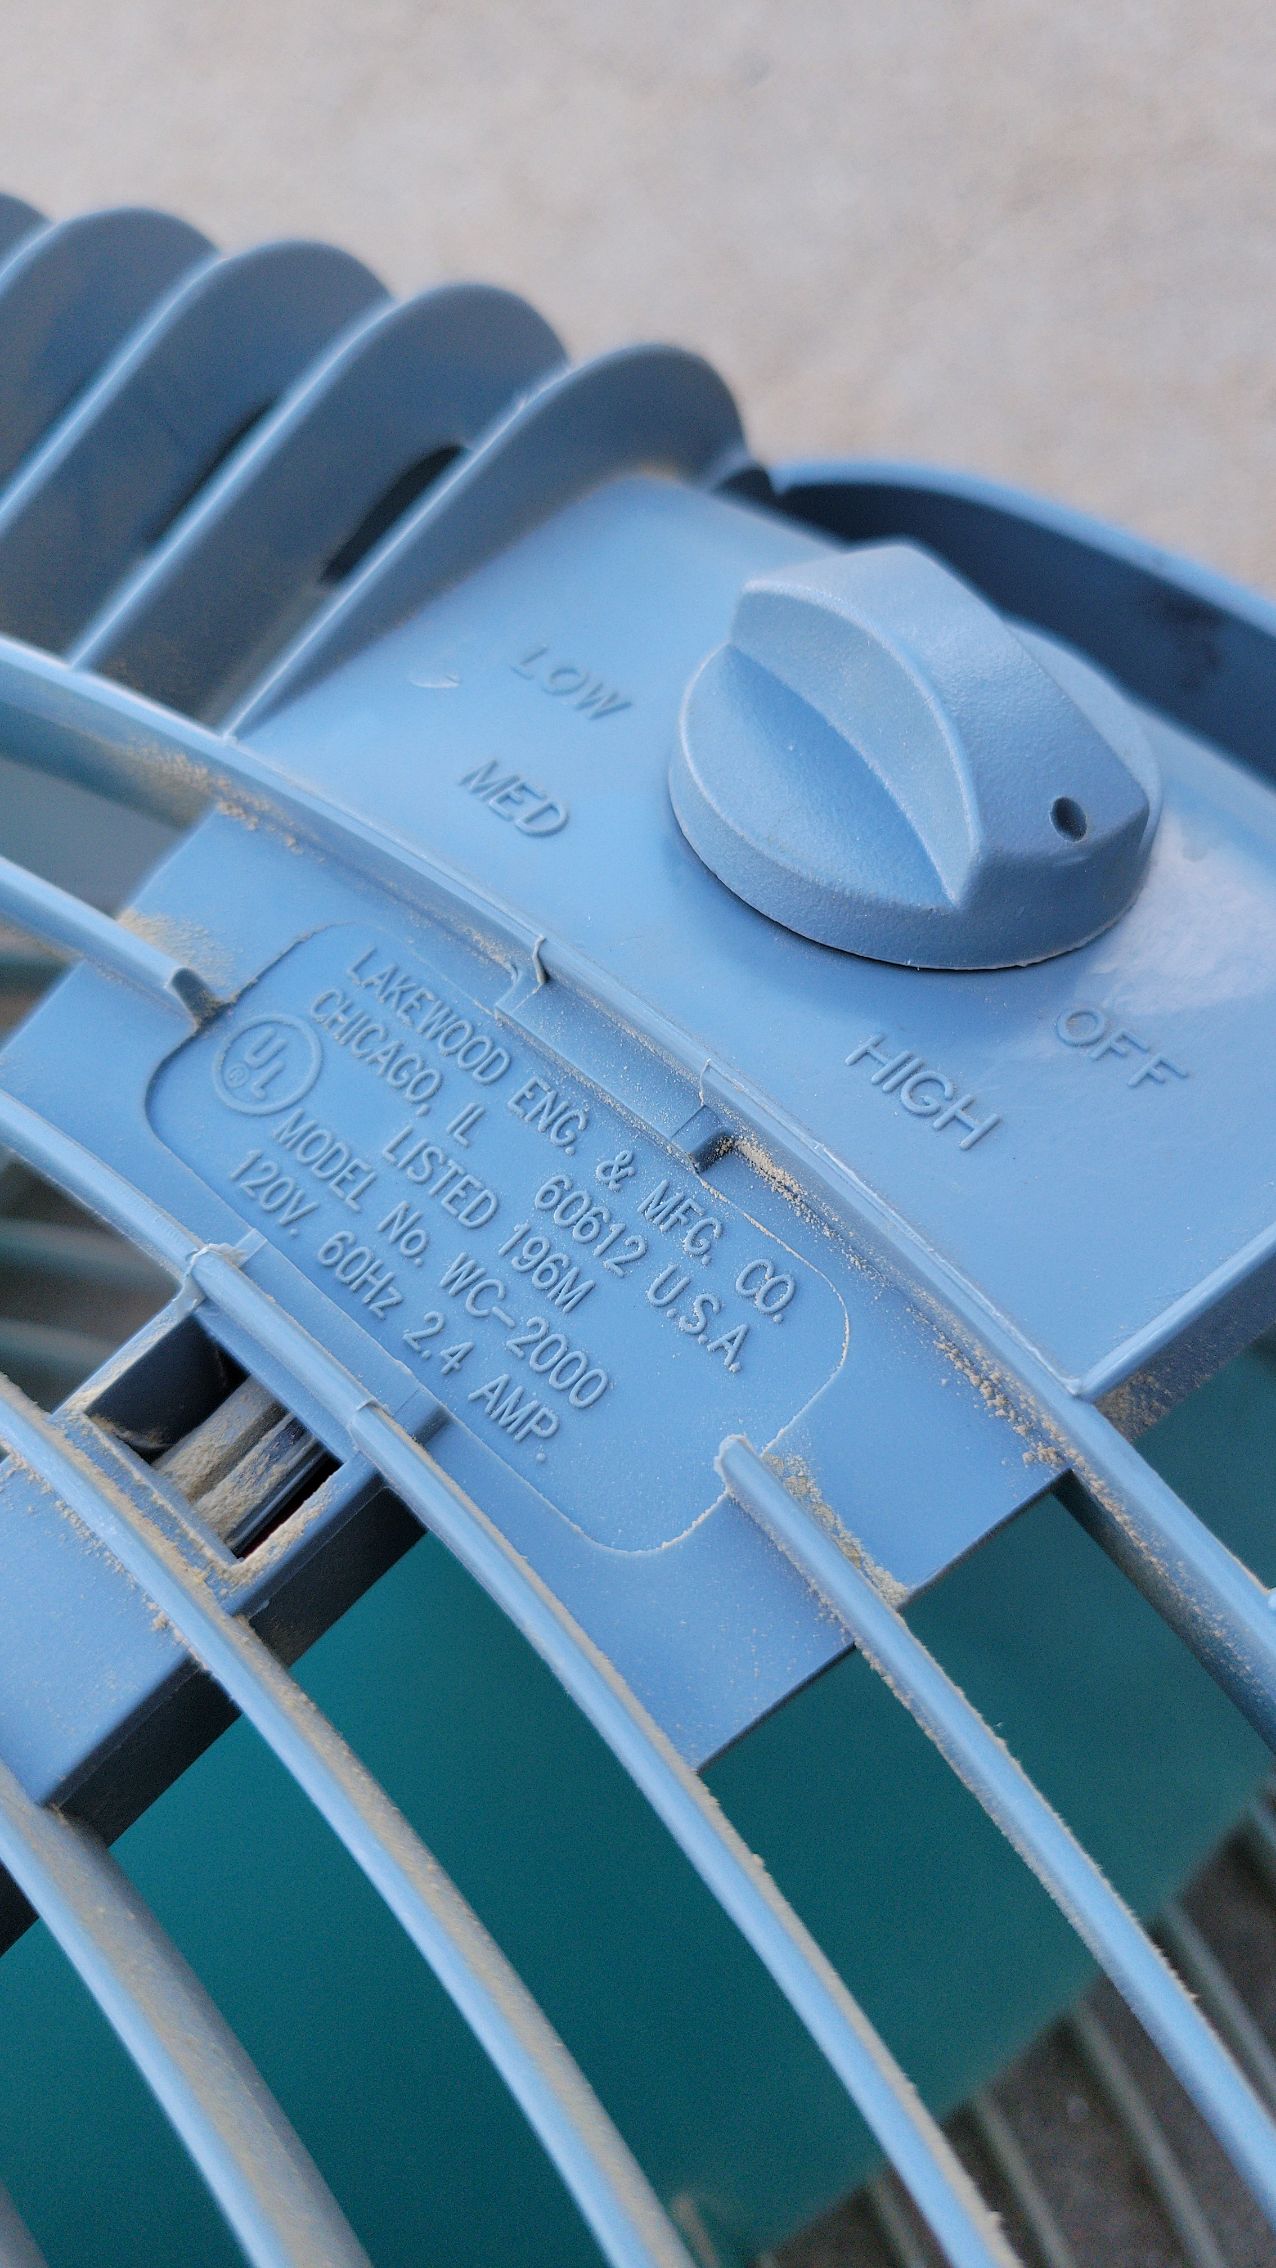 LOW
MED
HIGH
OFF
LAKEWOOD ENG. & MFG. CO.
CHICAGO, IL 60612 U.S.A.
UL ® LISTED 196M
MODEL No. WC-2000
120V. 60Hz 2.4 AMP.